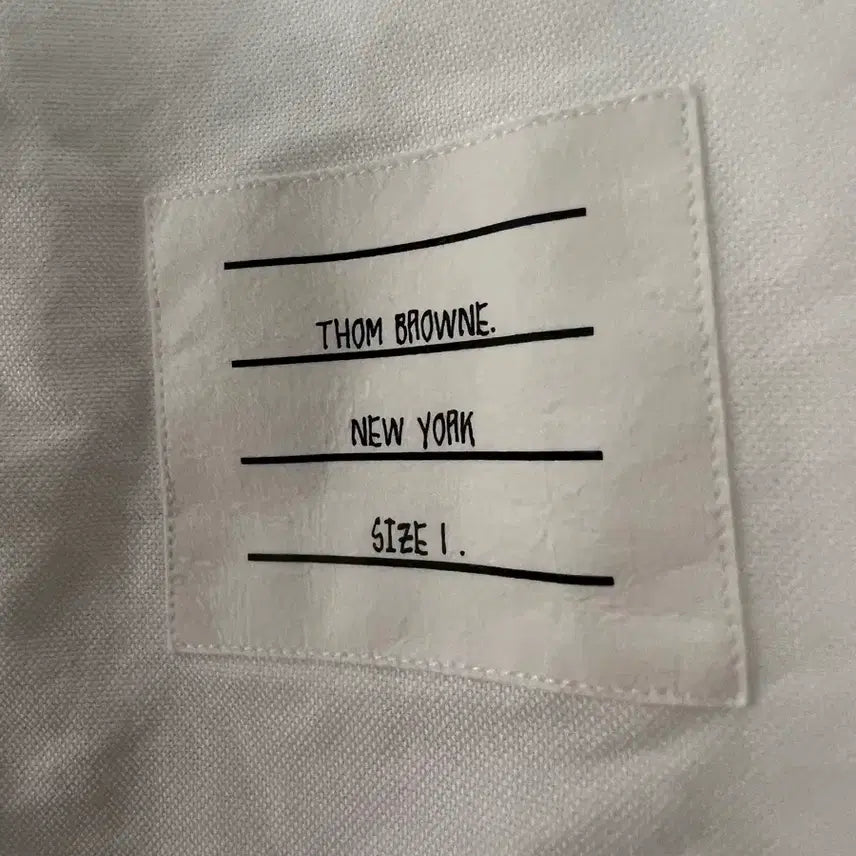 THOM BROWNE.
NEW YORK
SIZE 1.